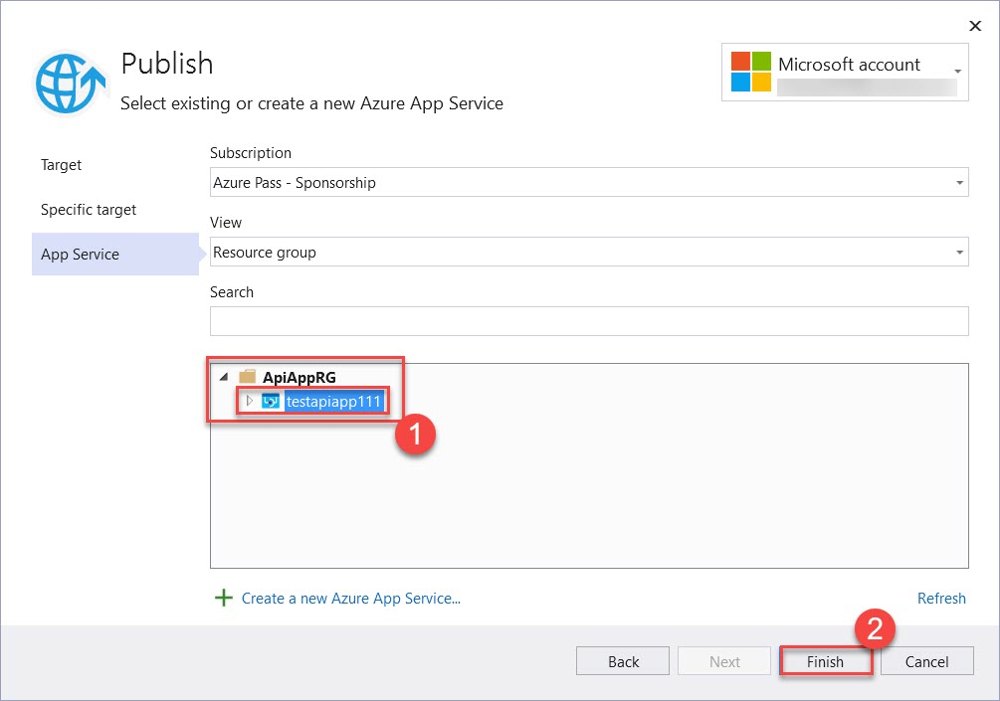 Publish
Select existing or create a new Azure App Service
Microsoft account
Target
Specific target
App Service
Subscription
Azure Pass - Sponsorship
View
Resource group
Search
ApiAppRG
testapiapp111
1
Create a new Azure App Service...
Refresh
2
Back
Next
Finish
Cancel